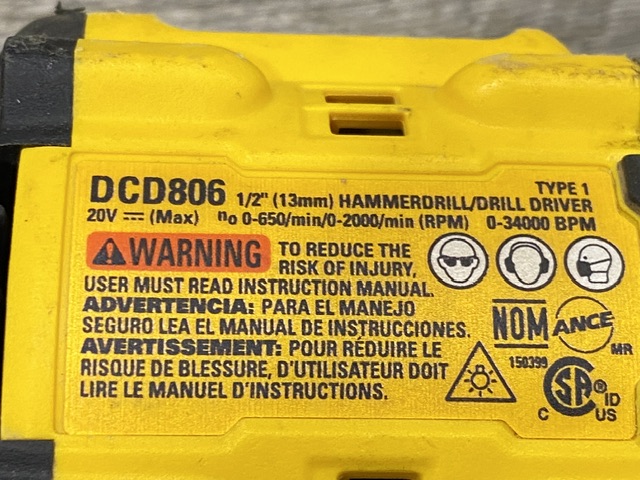 DCD806 1/2" (13mm) HAMMERDRILL/DRILL DRIVER TYPE 1
20V ⎓ (Max) no 0-650/min/0-2000/min (RPM) 0-34000 BPM
WARNING TO REDUCE THE
RISK OF INJURY,
USER MUST READ INSTRUCTION MANUAL.
ADVERTENCIA: PARA EL MANEJO
SEGURO LEA EL MANUAL DE INSTRUCCIONES.
AVERTISSEMENT: POUR RÉDUIRE LE
RISQUE DE BLESSURE, D'UTILISATEUR DOIT
LIRE LE MANUEL D'INSTRUCTIONS.
NOM ANCE MR
150399
C SA ® ID US